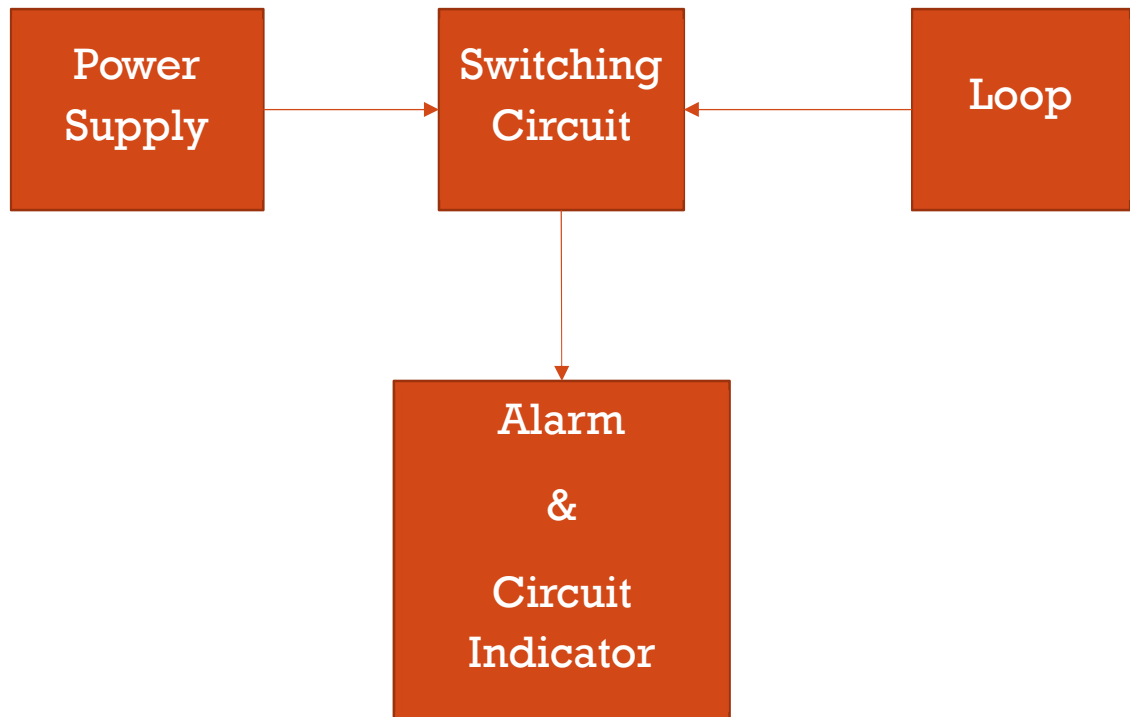 Power
Supply
Switching
Circuit
Loop
Alarm
&
Circuit
Indicator